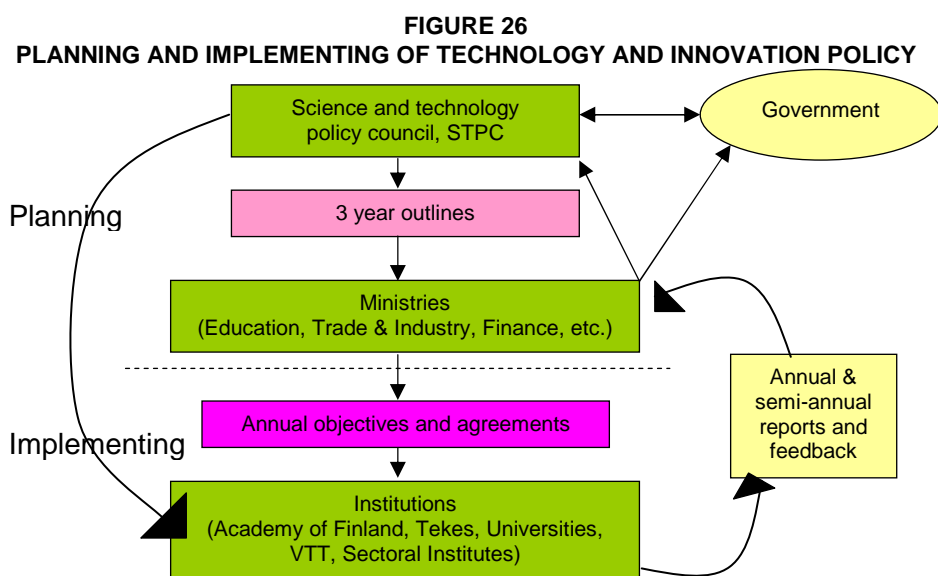 FIGURE 26
PLANNING AND IMPLEMENTING OF TECHNOLOGY AND INNOVATION POLICY
Science and technology
policy council, STPC
Government
Planning
3 year outlines
Ministries
(Education, Trade & Industry, Finance, etc.)
Annual &
semi-annual
reports and
feedback
Annual objectives and agreements
Implementing
Institutions
(Academy of Finland, Tekes, Universities,
VTT, Sectoral Institutes)